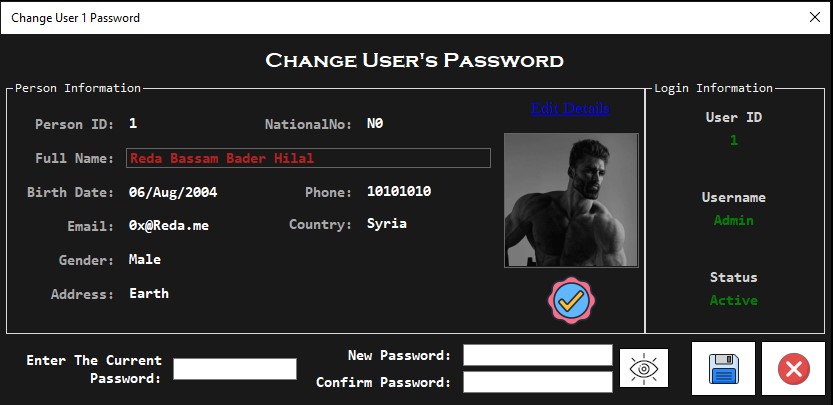 Change User 1 Password
Change User's Password
Person Information
Login Information
Edit Details
Person ID: 1
NationalNo: N0
Full Name: Reda Bassam Bader Hilal
Birth Date: 06/Aug/2004
Phone: 10101010
Email: 0x@Reda.me
Country: Syria
Gender: Male
Address: Earth
User ID
1
Username
Admin
Status
Active
Enter The Current
Password:
New Password:
Confirm Password: